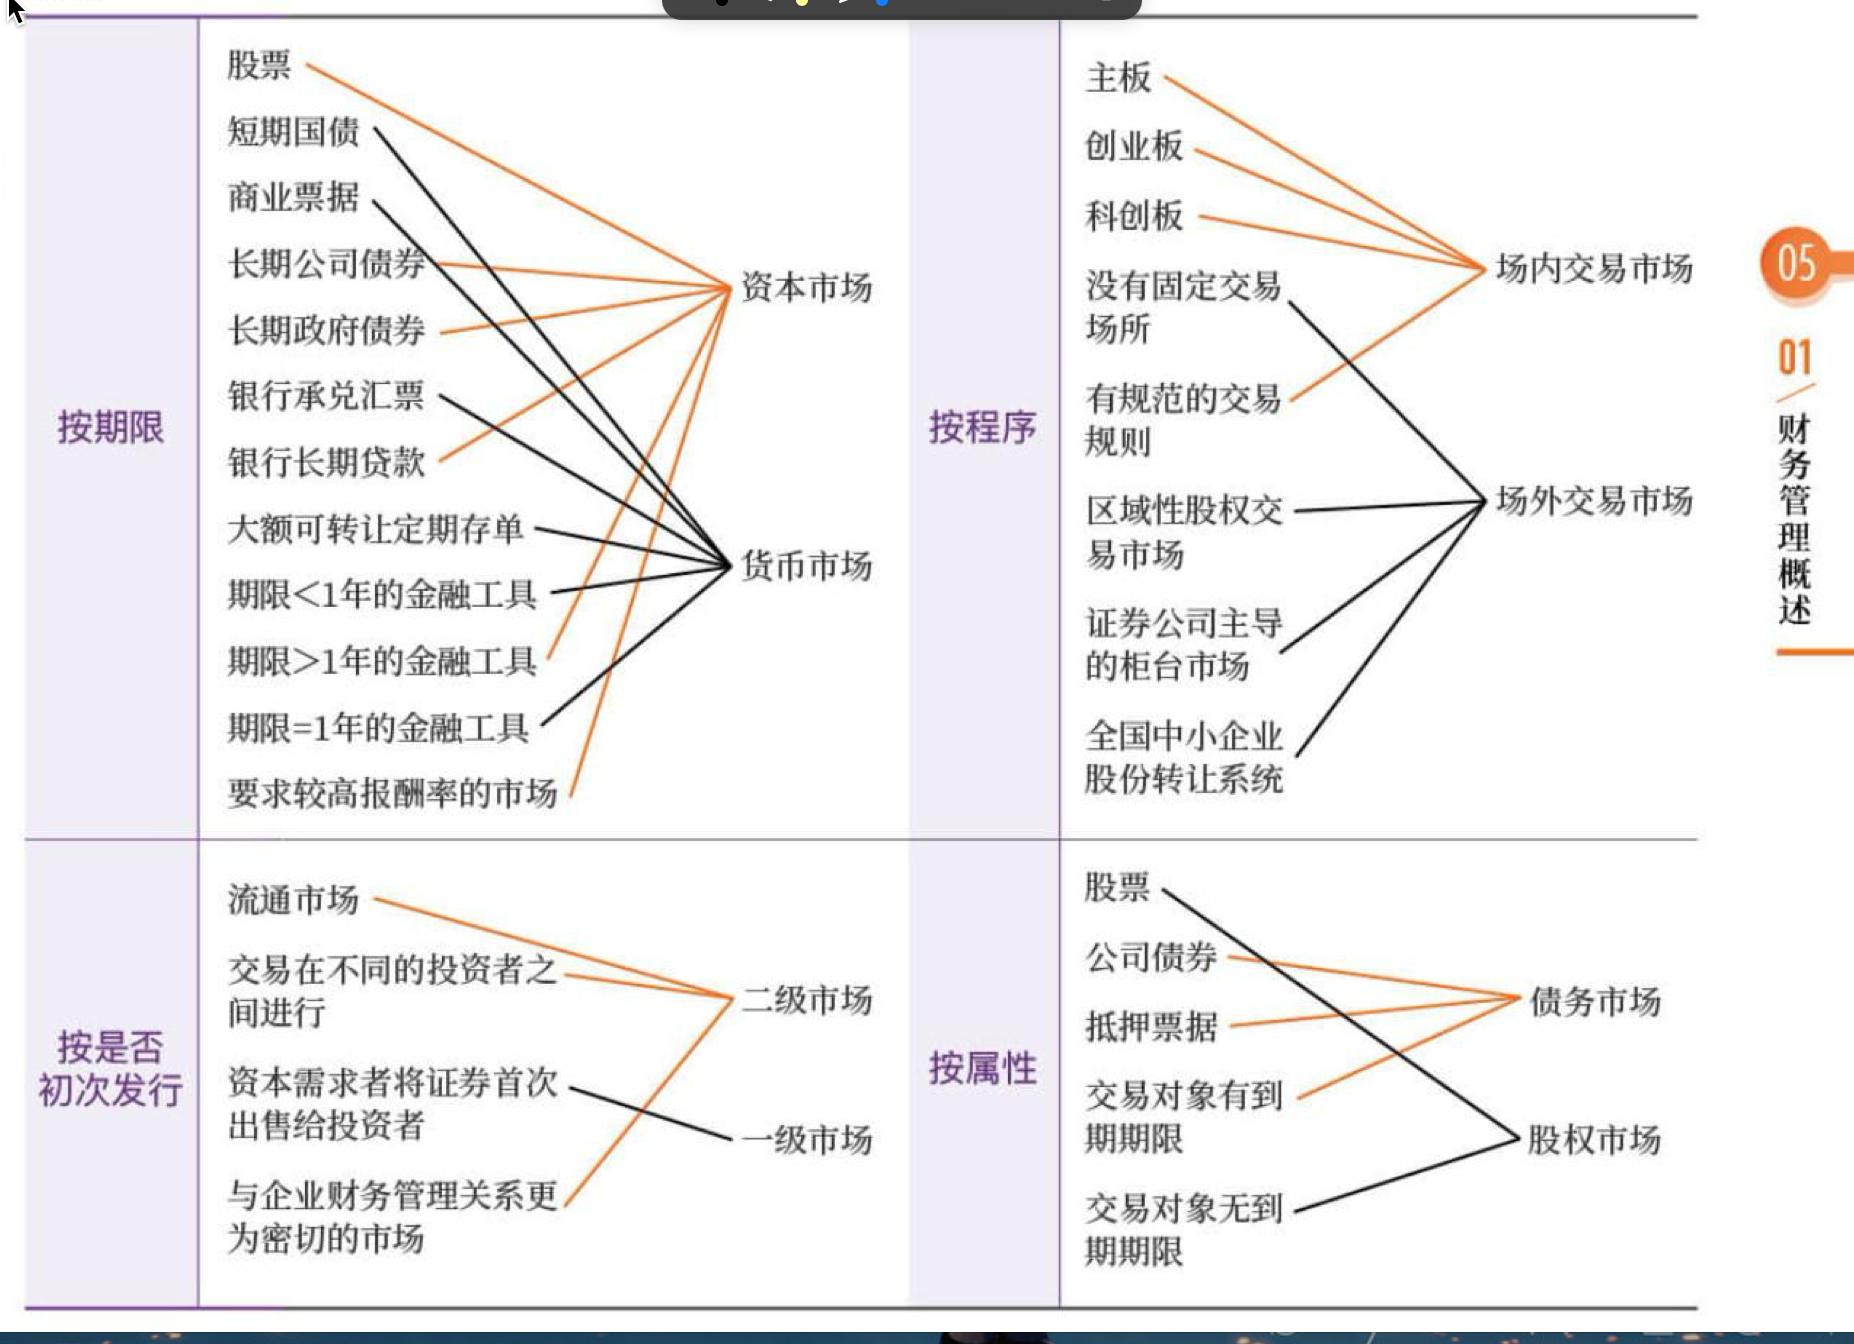 按期限
股票
短期国债
商业票据
长期公司债券
长期政府债券
银行承兑汇票
银行长期贷款
大额可转让定期存单
期限<1年的金融工具
期限>1年的金融工具
期限=1年的金融工具
要求较高报酬率的市场
资本市场
货币市场
按程序
主板
创业板
科创板
没有固定交易
场所
有规范的交易
规则
区域性股权交
易市场
证券公司主导
的柜台市场
全国中小企业
股份转让系统
场内交易市场
场外交易市场
按是否
初次发行
流通市场
交易在不同的投资者之
间进行
资本需求者将证券首次
出售给投资者
与企业财务管理关系更
为密切的市场
二级市场
一级市场
按属性
股票
公司债券
抵押票据
交易对象有到
期期限
交易对象无到
期期限
债务市场
股权市场
05
01
财务管理概述